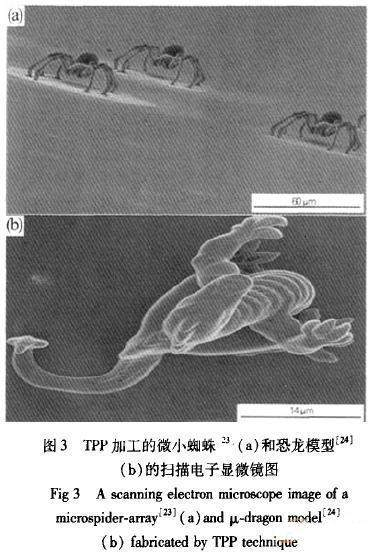 (a)
60μm
(b)
14μm
图3 TPP加工的微小蜘蛛[23](a)和恐龙模型[24]
(b)的扫描电子显微镜图
Fig 3 A scanning electron microscope image of a
microspider-array[23](a)and μ-dragon model[24]
(b) fabricated by TPP technique